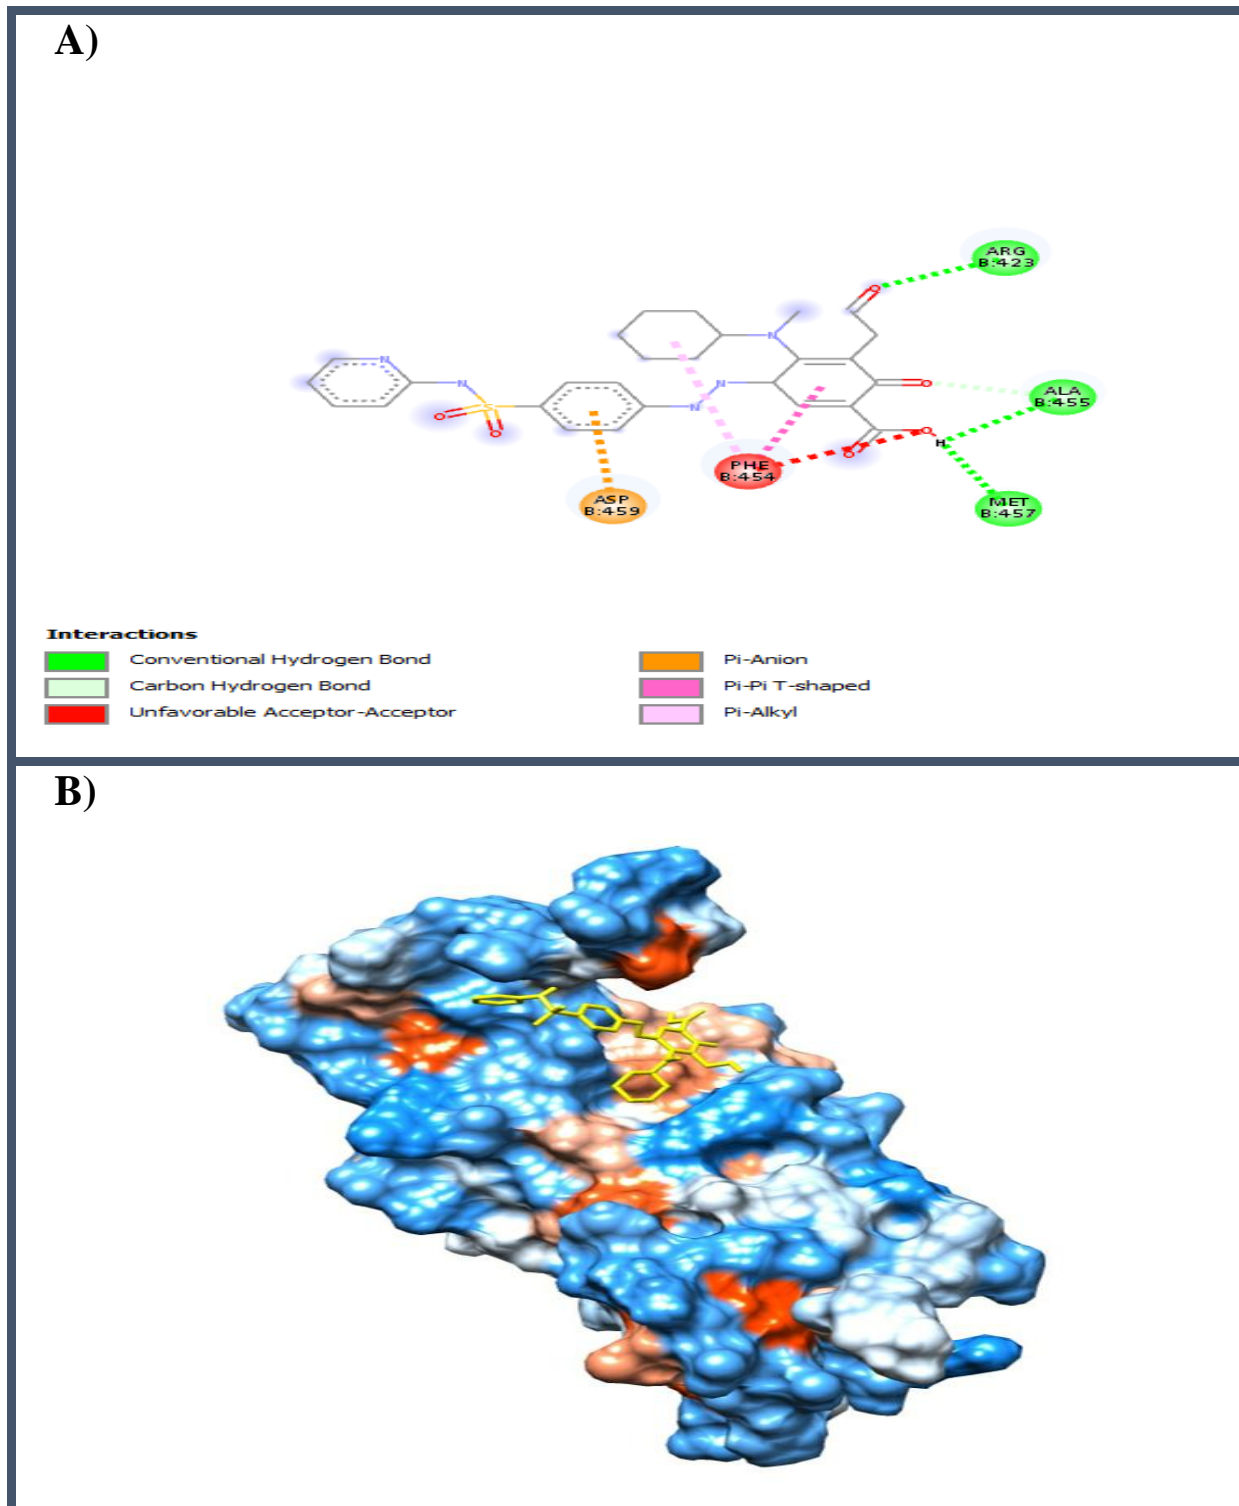 A)
ARG
B:423
O
N
N
N
N
N
S
O
O
O
ALA
B:455
O
H
O
PHE
B:454
ASP
B:459
MET
B:457
Interactions
Conventional Hydrogen Bond
Carbon Hydrogen Bond
Unfavorable Acceptor-Acceptor
Pi-Anion
Pi-Pi T-shaped
Pi-Alkyl
B)